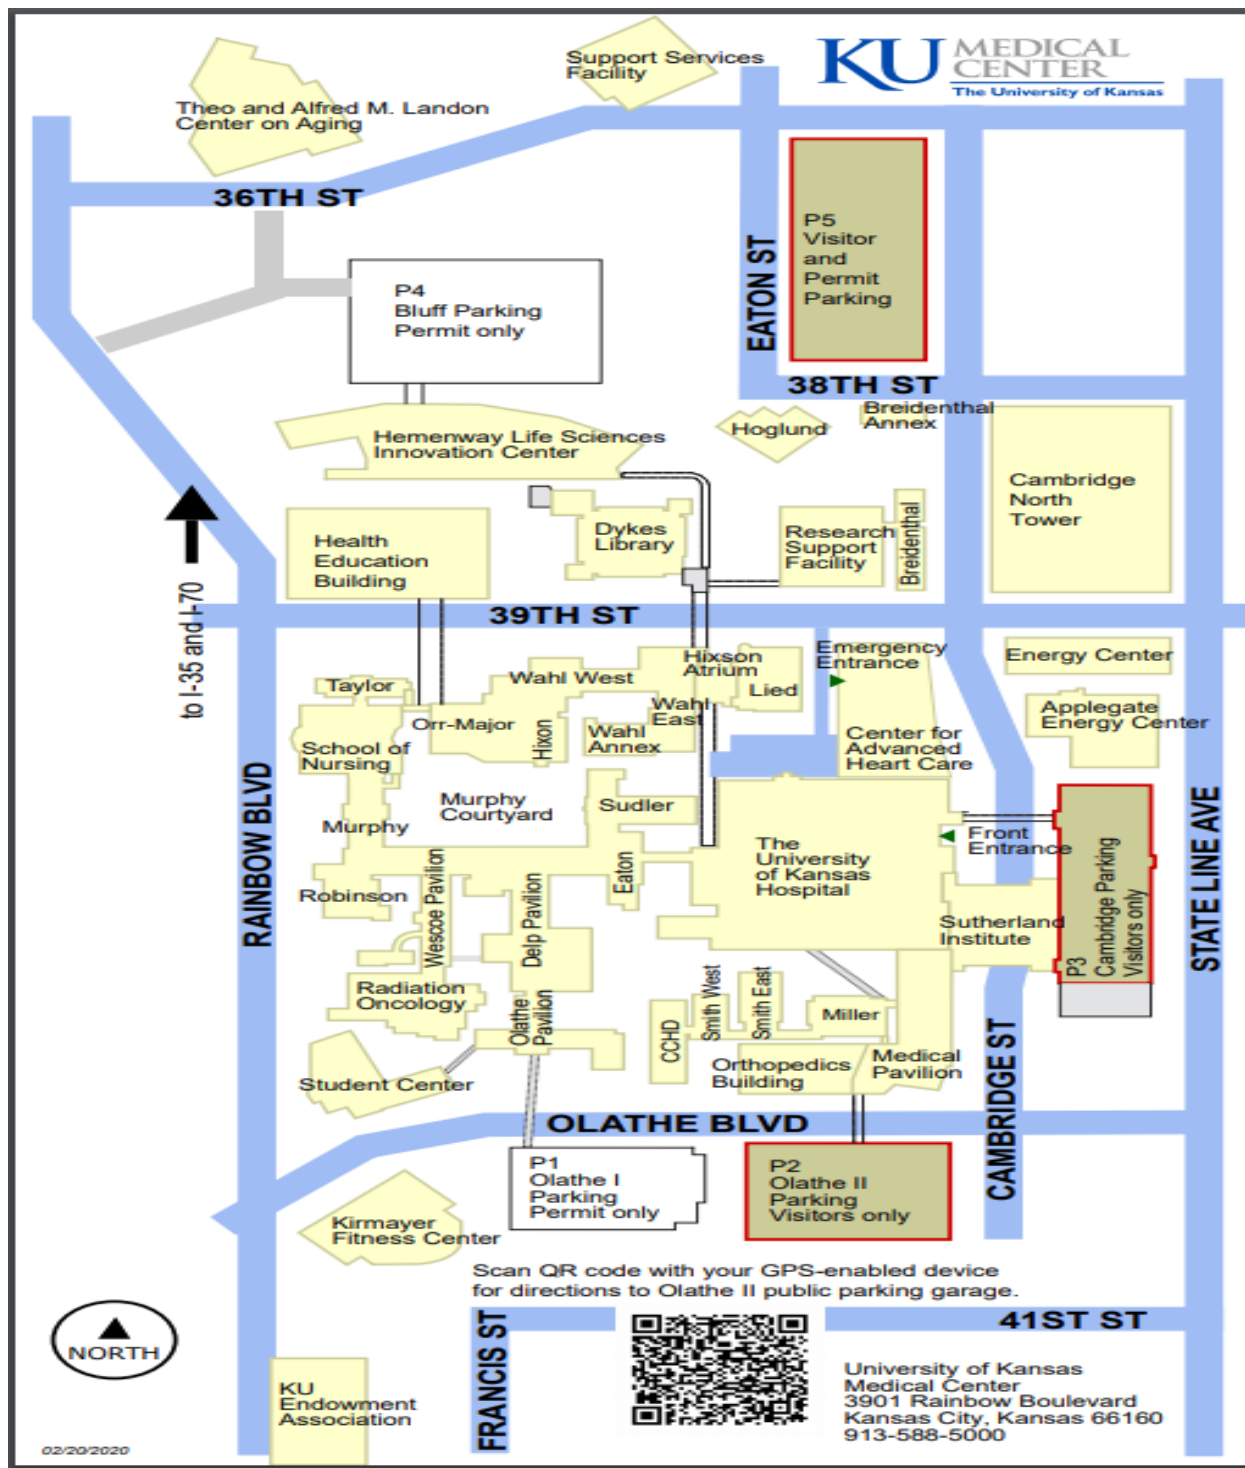 Support Services
Facility
KU MEDICAL
CENTER
The University of Kansas
Theo and Alfred M. Landon
Center on Aging
36TH ST
EATON ST
P5
Visitor
and
Permit
Parking
P4
Bluff Parking
Permit only
38TH ST
Breidenthal
Annex
Hoglund
Hemenway Life Sciences
Innovation Center
Cambridge
North
Tower
Health
Education
Building
Dykes
Library
Research
Support
Facility
Breidenthal
to I-35 and I-70
39TH ST
Emergency
Entrance
Energy Center
Hixson
Atrium
Wahl West
Taylor
Lied
Orr-Major
Wahl
East
Hixon
Wahl
Annex
Applegate
Energy Center
School of
Nursing
Center for
Advanced
Heart Care
RAINBOW BLVD
STATE LINE AVE
Murphy
Courtyard
Sudler
Murphy
Front
Entrance
The
University
of Kansas
Hospital
Eaton
Robinson
Wescoe Pavilion
Delp Pavilion
Sutherland
Institute
P3
Cambridge Parking
Visitors only
Radiation
Oncology
Olathe
Pavilion
CCHD
Smith West
Smith East
Miller
Orthopedics
Building
Medical
Pavilion
Student Center
CAMBRIDGE ST
OLATHE BLVD
P1
Olathe I
Parking
Permit only
P2
Olathe II
Parking
Visitors only
Kirmayer
Fitness Center
Scan QR code with your GPS-enabled device
for directions to Olathe II public parking garage.
FRANCIS ST
41ST ST
NORTH
KU
Endowment
Association
University of Kansas
Medical Center
3901 Rainbow Boulevard
Kansas City, Kansas 66160
913-588-5000
02/20/2020